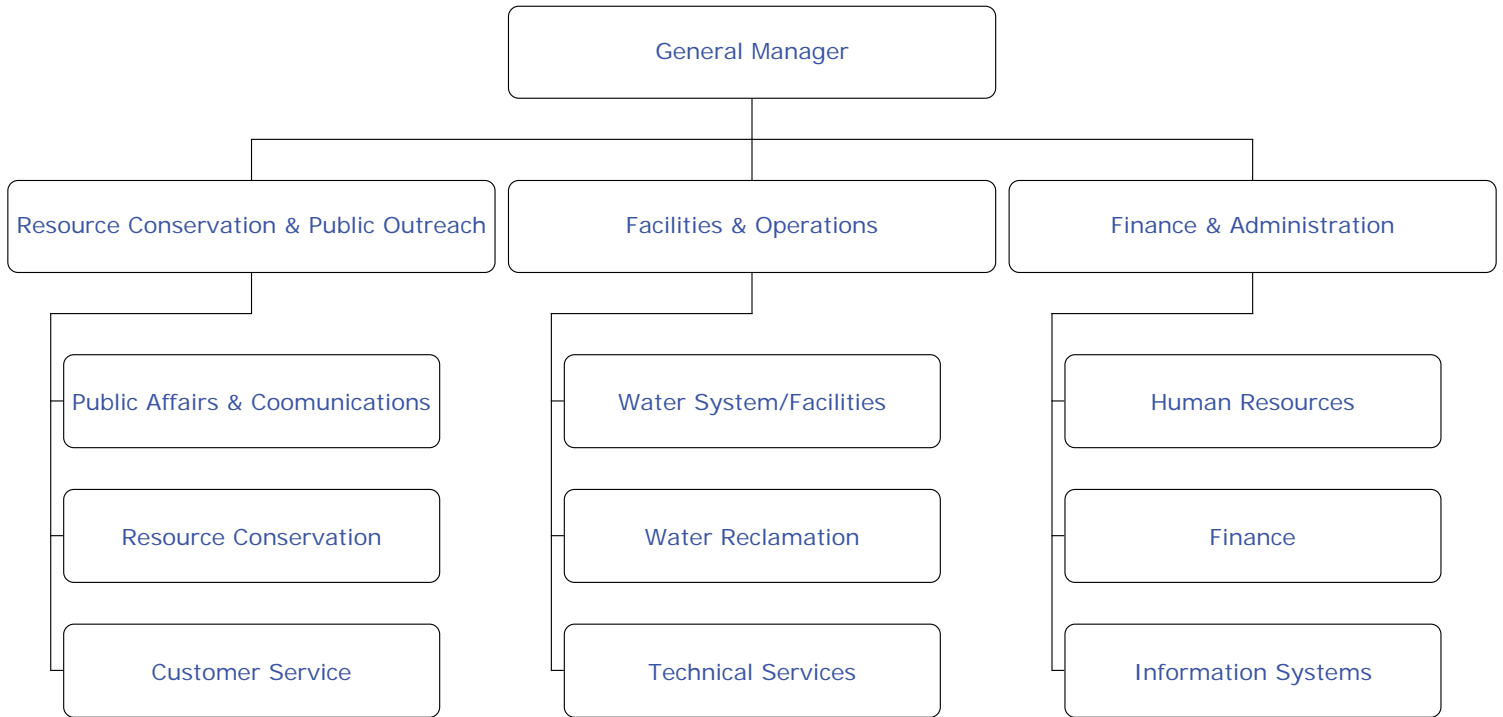 General Manager
Resource Conservation & Public Outreach
Facilities & Operations
Finance & Administration
Public Affairs & Coomunications
Water System/Facilities
Human Resources
Resource Conservation
Water Reclamation
Finance
Customer Service
Technical Services
Information Systems